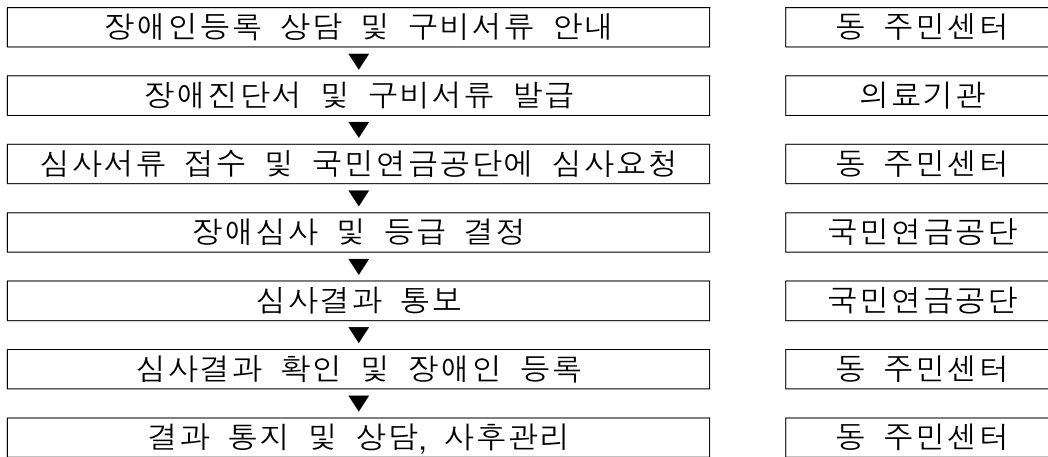 장애인등록 상담 및 구비서류 안내 동 주민센터
▼
장애진단서 및 구비서류 발급 의료기관
▼
심사서류 접수 및 국민연금공단에 심사요청 동 주민센터
▼
장애심사 및 등급 결정 국민연금공단
▼
심사결과 통보 국민연금공단
▼
심사결과 확인 및 장애인 등록 동 주민센터
▼
결과 통지 및 상담, 사후관리 동 주민센터